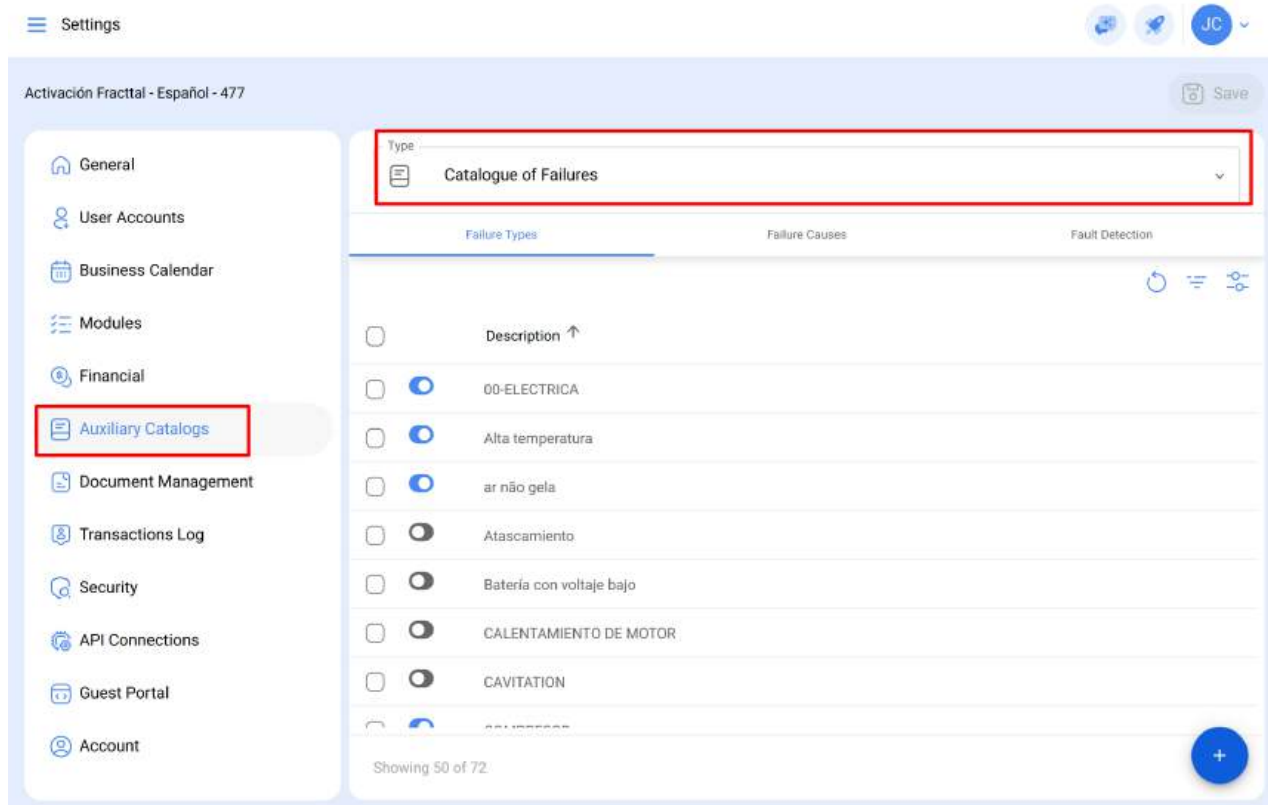 Settings
JC
Activación Fracttal - Español - 477
Save
General
User Accounts
Business Calendar
Modules
Financial
Auxiliary Catalogs
Document Management
Transactions Log
Security
API Connections
Guest Portal
Account
Type
Catalogue of Failures
Failure Types
Failure Causes
Fault Detection
Description
00-ELECTRICA
Alta temperatura
ar não gela
Atascamiento
Batería con voltaje bajo
CALENTAMIENTO DE MOTOR
CAVITATION
Showing 50 of 72